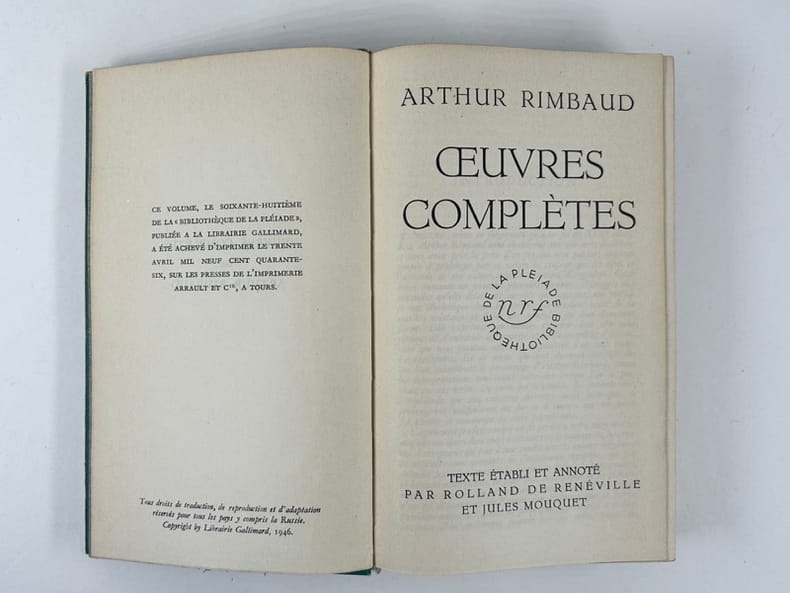 CE VOLUME, LE SOIXANTE-HUITIÈME
DE LA « BIBLIOTHÈQUE DE LA PLÉIADE »,
PUBLIÉE A LA LIBRAIRIE GALLIMARD,
A ÉTÉ ACHEVÉ D'IMPRIMER LE TRENTE
AVRIL MIL NEUF CENT QUARANTE-
SIX, SUR LES PRESSES DE L'IMPRIMERIE
ARRAULT ET Cie, A TOURS.
Tous droits de traduction, de reproduction et d'adaptation
réservés pour tous les pays y compris la Russie.
Copyright by Librairie Gallimard, 1946.
ARTHUR RIMBAUD
ŒUVRES
COMPLÈTES
BIBLIOTHÈQUE DE LA PLEIADE
nrf
TEXTE ÉTABLI ET ANNOTÉ
PAR ROLLAND DE RENÉVILLE
ET JULES MOUQUET